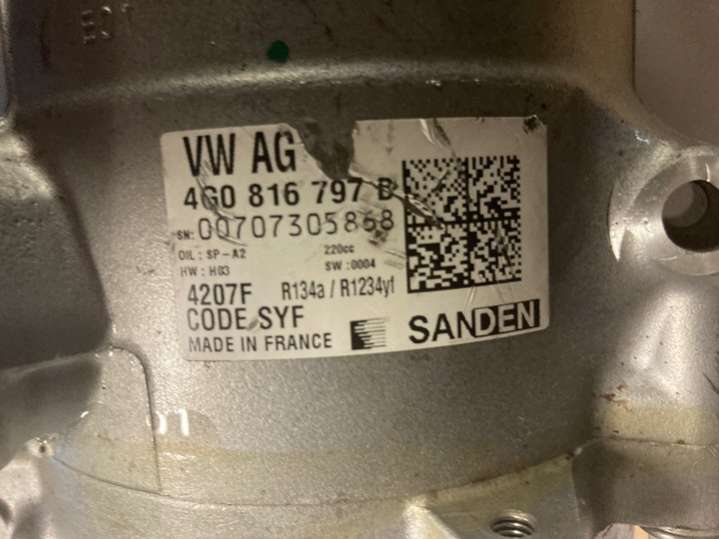 VW AG
4G0 816 797 B
SN: 00707305868
OIL : SP-A2 220cc
HW : H03 SW :0004
4207F R134a / R1234yf
CODE SYF
MADE IN FRANCE SANDEN